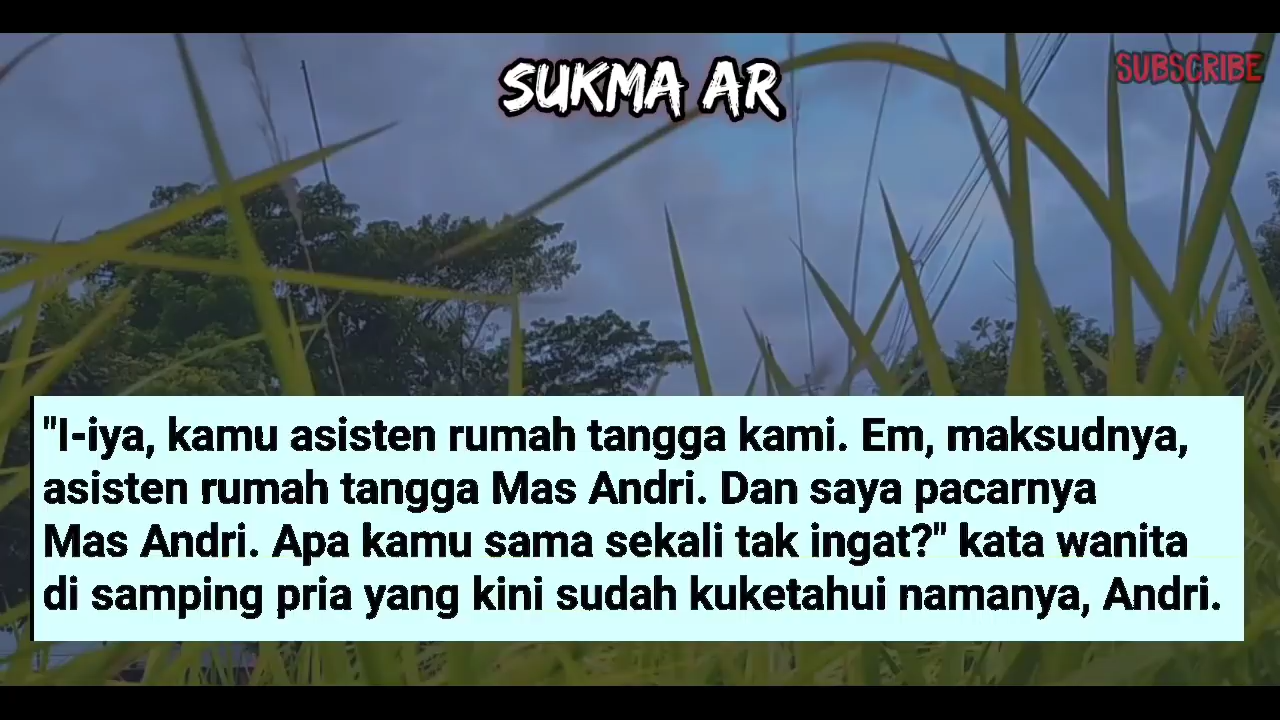 SUKMA AR
SUBSCRIBE
"I-iya, kamu asisten rumah tangga kami. Em, maksudnya,
asisten rumah tangga Mas Andri. Dan saya pacarnya
Mas Andri. Apa kamu sama sekali tak ingat?" kata wanita
di samping pria yang kini sudah kuketahui namanya, Andri.